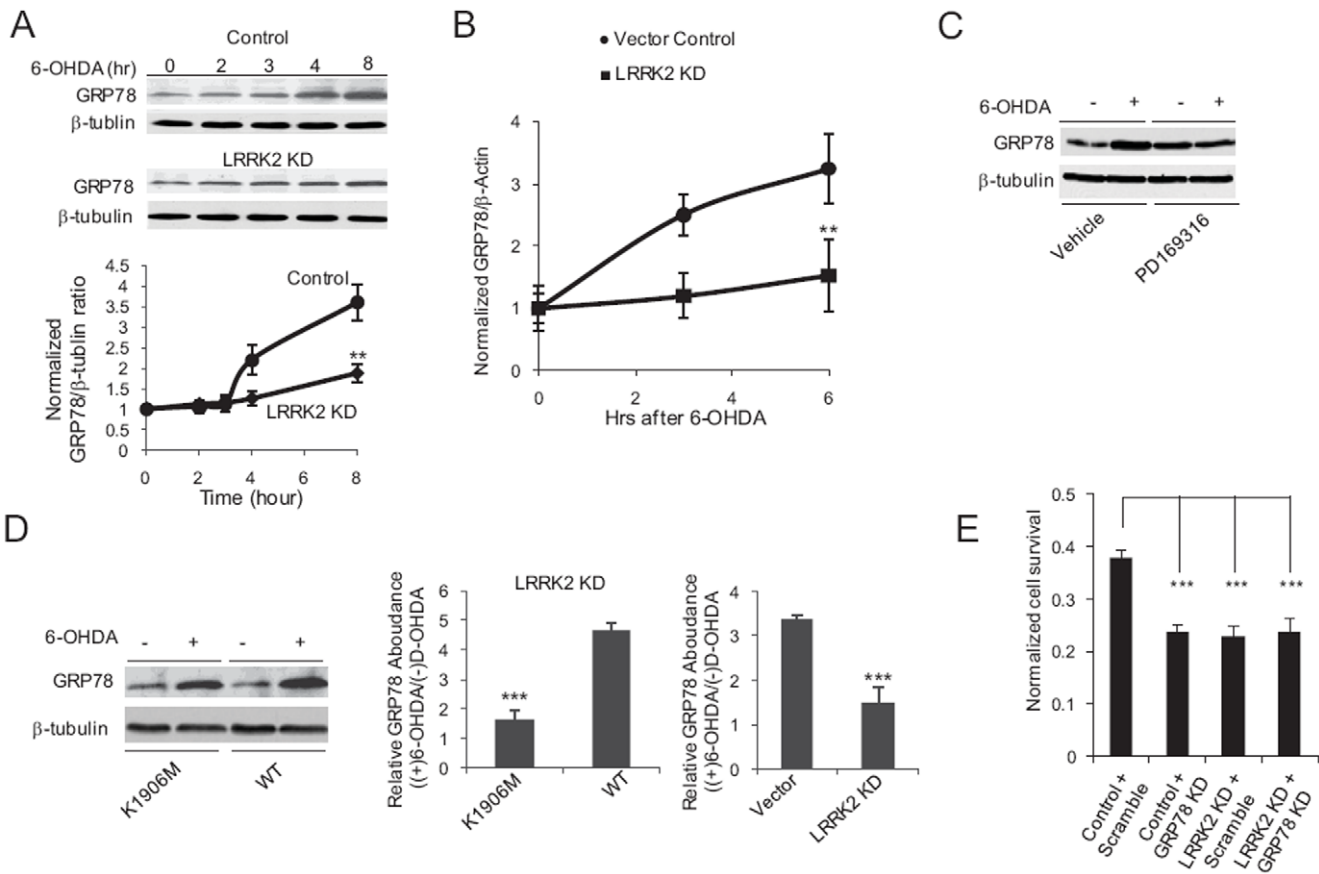 A
Control
6-OHDA (hr) 0 2 3 4 8
GRP78
β-tublin
LRRK2 KD
GRP78
β-tubulin
Normalized
GRP78/β-tublin ratio
4.5
4
3.5
3
2.5
2
1.5
1
0.5
0
Control
**
LRRK2 KD
0 2 4 6 8
Time (hour)
B
● Vector Control
■ LRRK2 KD
Normalized GRP78/β-Actin
4
3
2
1
0
**
0 2 4 6
Hrs after 6-OHDA
C
6-OHDA - + - +
GRP78
β-tubulin
Vehicle
PD169316
D
6-OHDA - + - +
GRP78
β-tubulin
K1906M
WT
Relative GRP78 Aboudance
((+)6-OHDA/(-)D-OHDA
LRRK2 KD
6
5
4
3
2
1
0
***
K1906M
WT
Relative GRP78 Aboudance
((+)6-OHDA/(-)D-OHDA
4
3
2
1
0
***
Vector
LRRK2 KD
E
Normalized cell survival
0.5
0.4
0.3
0.2
0.1
0
*** *** ***
Control +
Scramble
Control +
GRP78 KD
LRRK2 KD +
Scramble
LRRK2 KD +
GRP78 KD